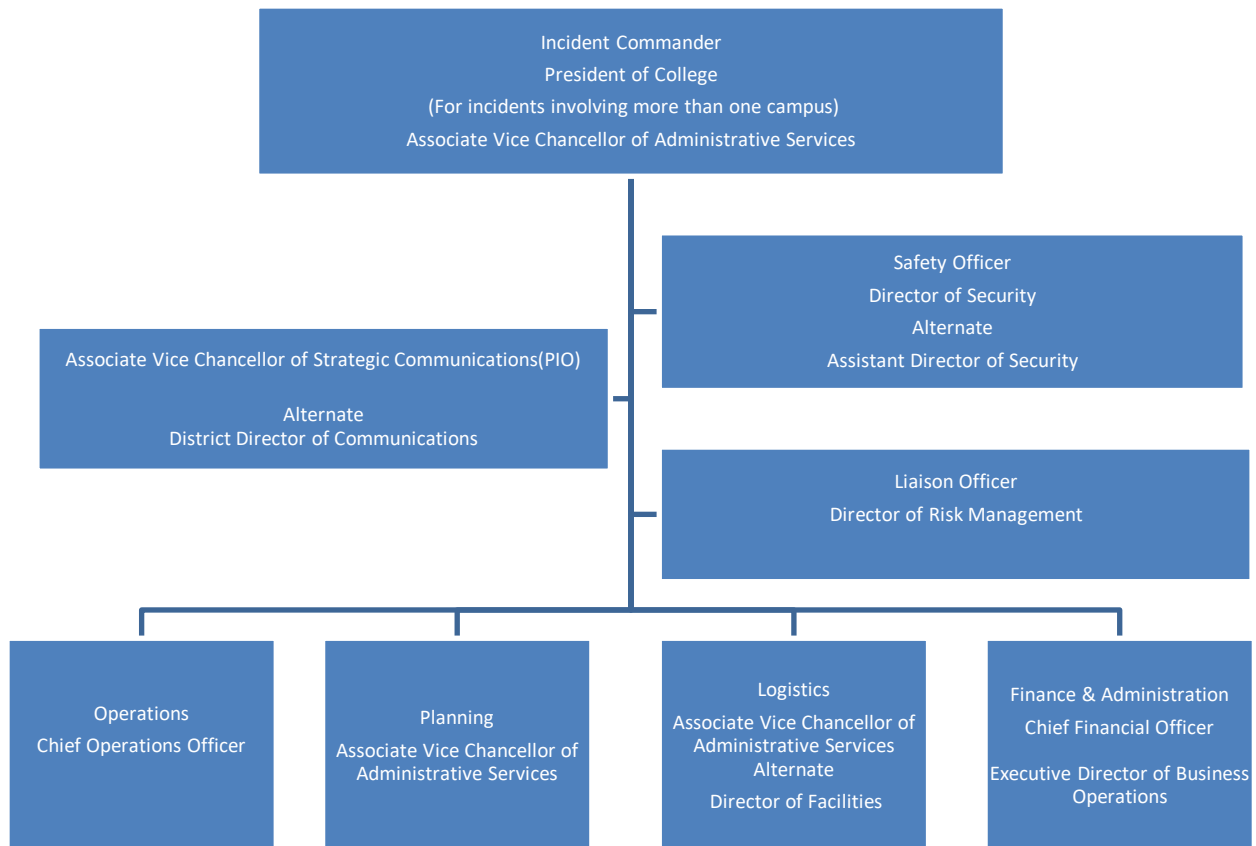 Incident Commander
President of College
(For incidents involving more than one campus)
Associate Vice Chancellor of Administrative Services
Safety Officer
Director of Security
Alternate
Assistant Director of Security
Associate Vice Chancellor of Strategic Communications(PIO)
Alternate
District Director of Communications
Liaison Officer
Director of Risk Management
Operations
Chief Operations Officer
Planning
Associate Vice Chancellor of
Administrative Services
Logistics
Associate Vice Chancellor of
Administrative Services
Alternate
Director of Facilities
Finance & Administration
Chief Financial Officer
Executive Director of Business
Operations